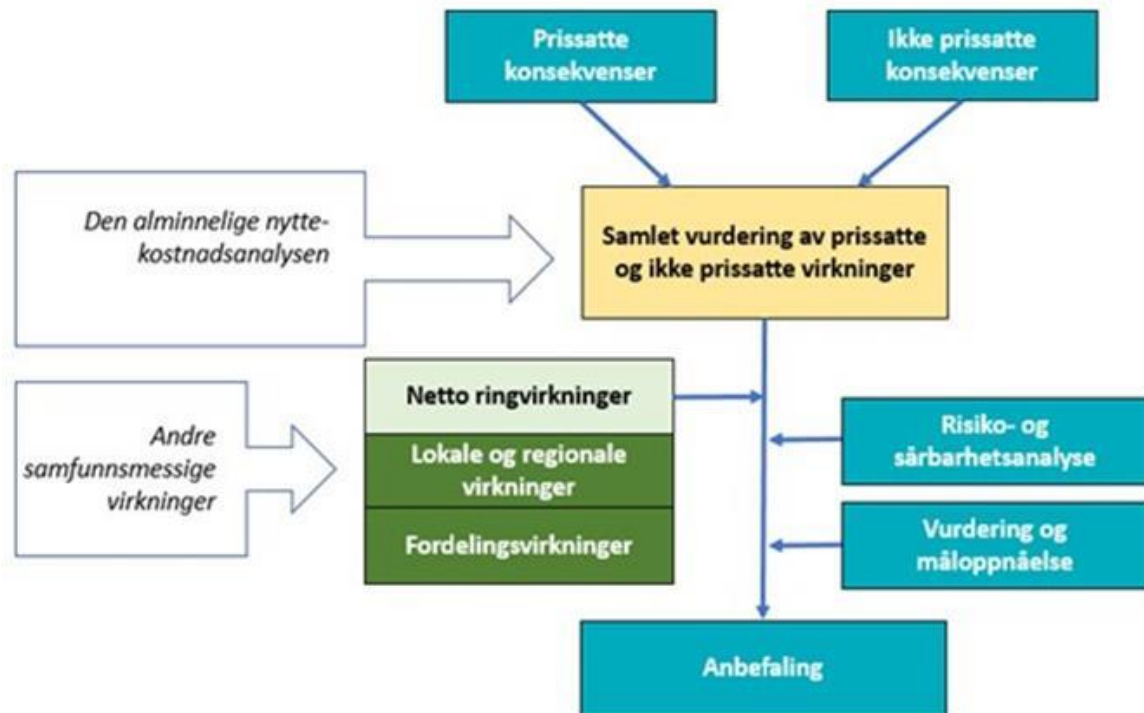 Prissatte
konsekvenser
Ikke prissatte
konsekvenser
Den alminnelige nytte-
kostnadsanalysen
Samlet vurdering av prissatte
og ikke prissatte virkninger
Andre
samfunnsmessige
virkninger
Netto ringvirkninger
Lokale og regionale
virkninger
Fordelingsvirkninger
Risiko- og
sårbarhetsanalyse
Vurdering og
måloppnåelse
Anbefaling